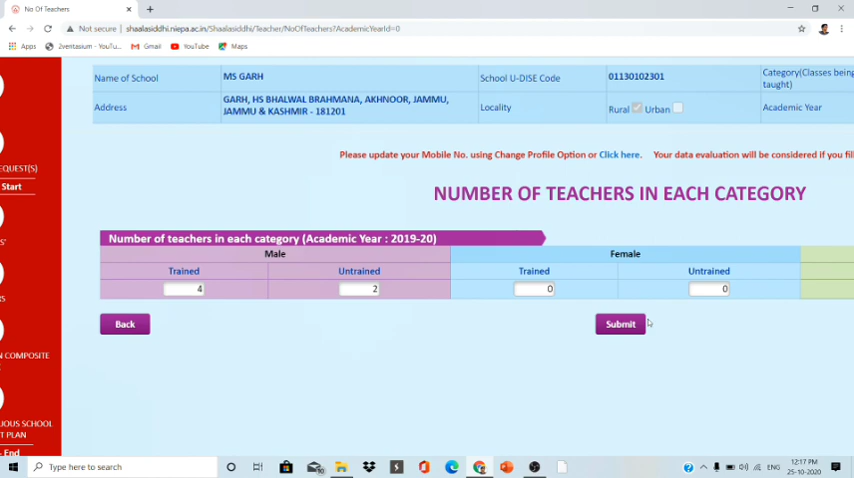 No Of Teachers
Not secure | shaalasiddhi.niepa.ac.in/Shaalasiddhi/Teacher/NoOfTeachers?AcademicYearId=0
Apps 2ventasium - YouTu... Gmail YouTube Maps
Name of School MS GARH School U-DISE Code 01130102301 Category(Classes being taught)
Address GARH, HS BHALWAL BRAHMANA, AKHNOOR, JAMMU, Locality Rural Urban Academic Year
JAMMU & KASHMIR - 181201
EQUEST(S)
Start
Please update your Mobile No. using Change Profile Option or Click here. Your data evaluation will be considered if you fill
NUMBER OF TEACHERS IN EACH CATEGORY
Number of teachers in each category (Academic Year : 2019-20)
Male Female
Trained Untrained Trained Untrained
4 2 0 0
RS
Back Submit
N COMPOSITE
UOUS SCHOOL
T PLAN
- End
Type here to search
ENG
12:17 PM
25-10-2020